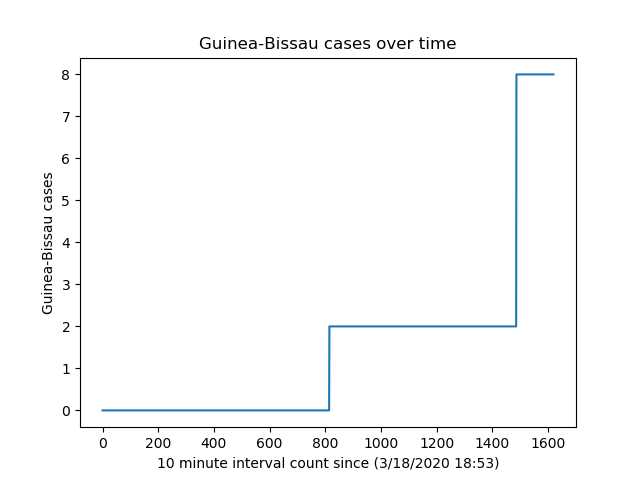 Guinea-Bissau cases over time
8
7
6
5
4
3
2
1
0
Guinea-Bissau cases
0 200 400 600 800 1000 1200 1400 1600
10 minute interval count since (3/18/2020 18:53)